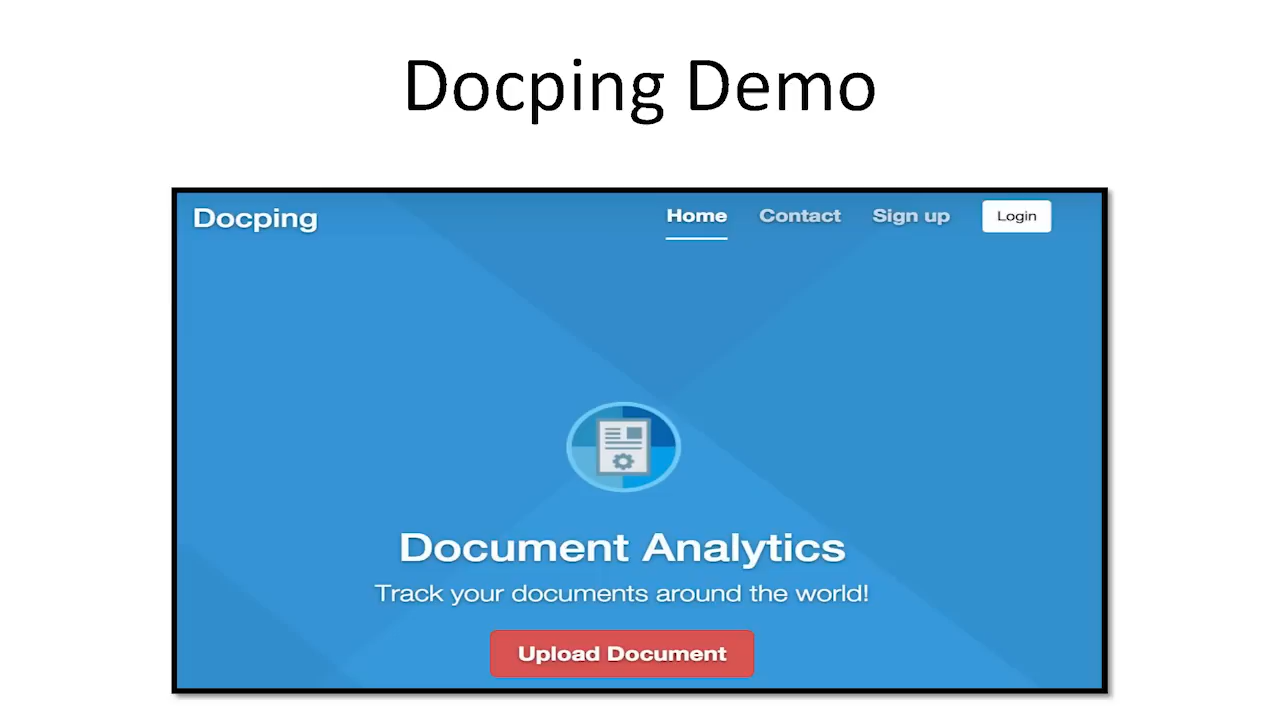 Docping Demo
Docping Home Contact Sign up Login
Document Analytics
Track your documents around the world!
Upload Document